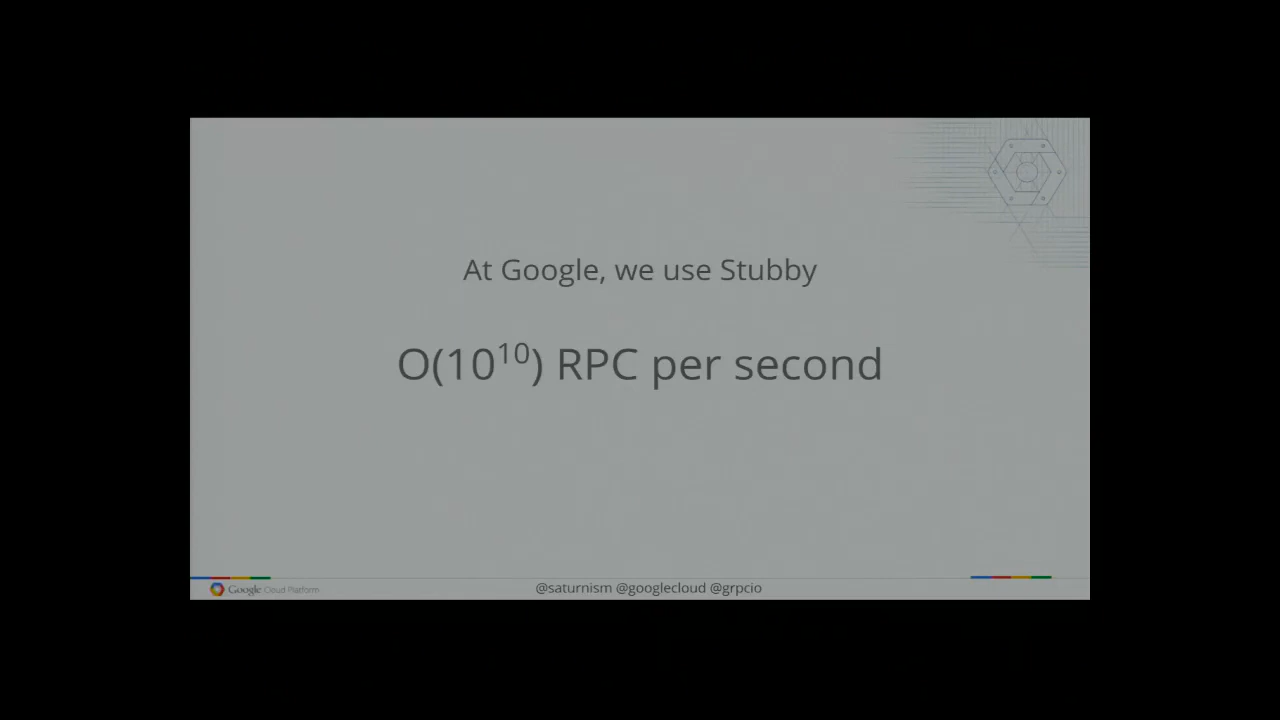 At Google, we use Stubby
O(10¹⁰) RPC per second
Google Cloud Platform
@saturnism @googlecloud @grpcio